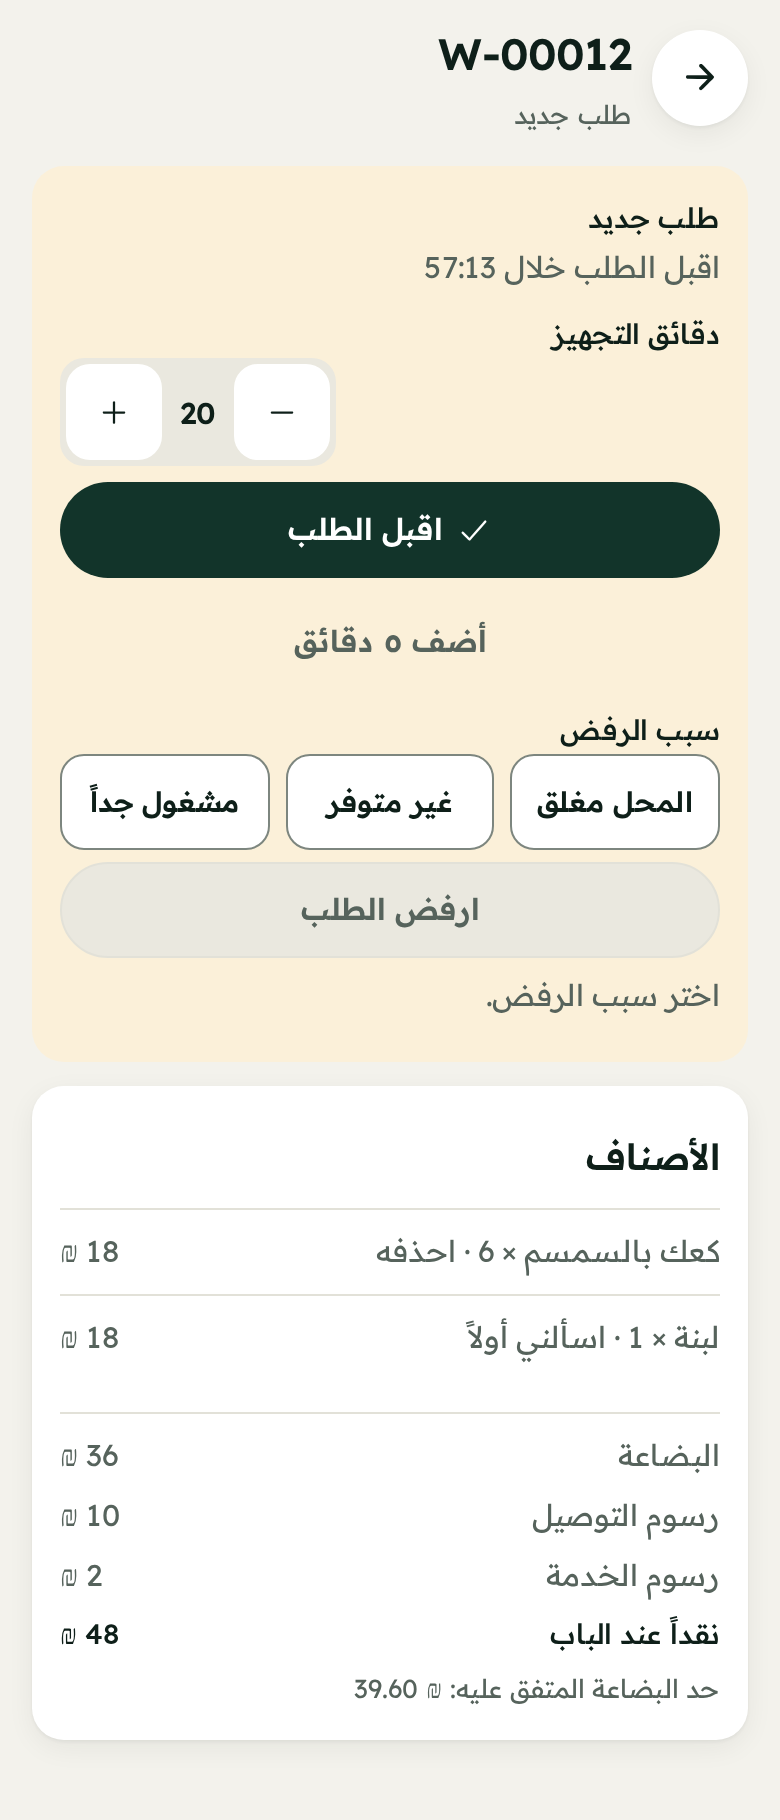 W-00012
طلب جديد
طلب جديد
اقبل الطلب خلال 57:13
دقائق التجهيز
− 20 +
✓ اقبل الطلب
أضف ٥ دقائق
سبب الرفض
المحل مغلق
غير متوفر
مشغول جداً
ارفض الطلب
اختر سبب الرفض.
الأصناف
كعك بالسمسم × 6 · احذفه 18 ₪
لبنة × 1 · اسألني أولاً 18 ₪
البضاعة 36 ₪
رسوم التوصيل 10 ₪
رسوم الخدمة 2 ₪
نقداً عند الباب 48 ₪
حد البضاعة المتفق عليه: ₪ 39.60